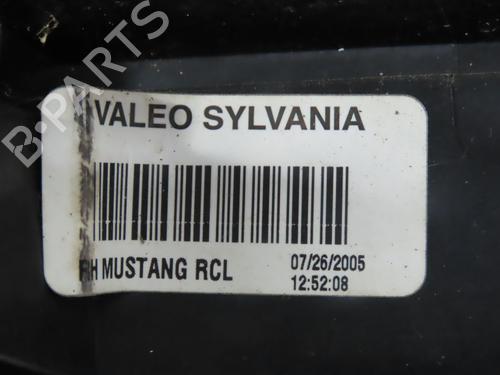 B-PARTS
VALEO SYLVANIA
RH MUSTANG RCL
07/26/2005
12:52:08